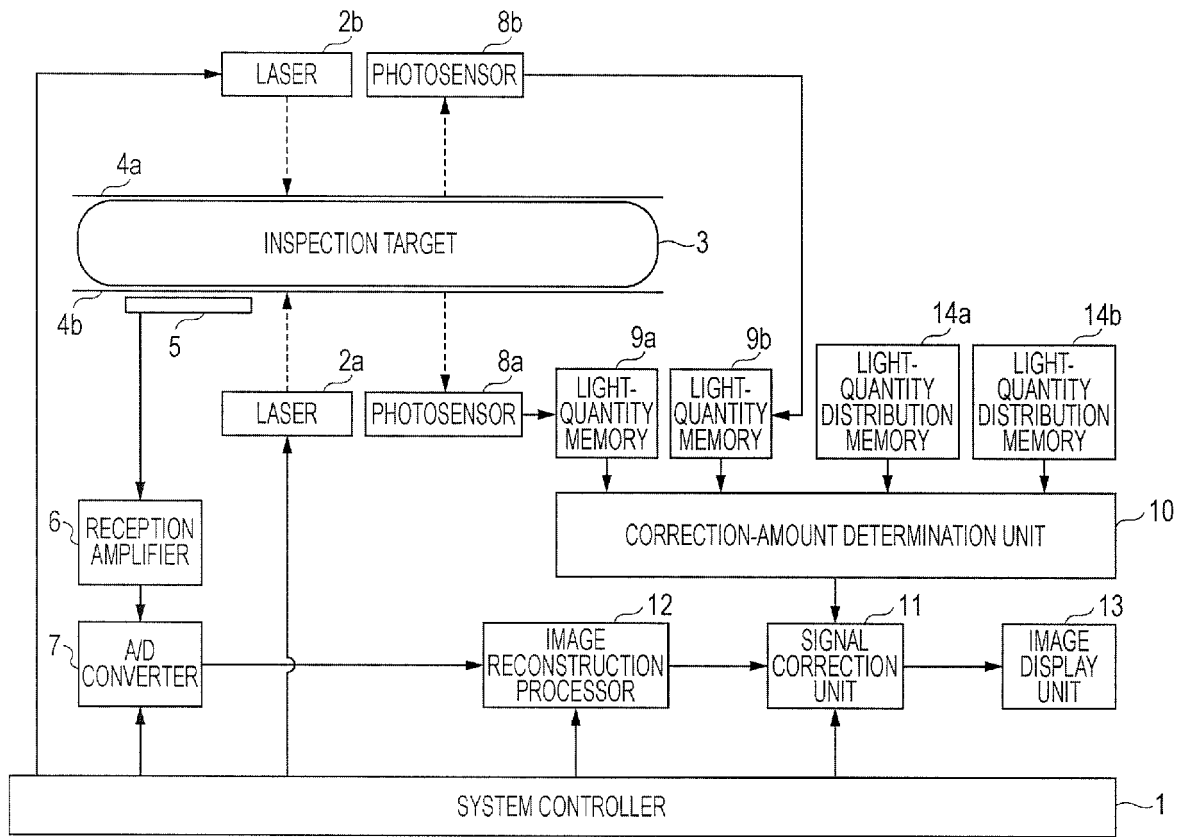 2b
8b
LASER
PHOTOSENSOR
4a
INSPECTION TARGET
3
4b
5
2a
8a
9a
9b
14a
14b
LASER
PHOTOSENSOR
LIGHT-
QUANTITY
MEMORY
LIGHT-
QUANTITY
MEMORY
LIGHT-
QUANTITY
DISTRIBUTION
MEMORY
LIGHT-
QUANTITY
DISTRIBUTION
MEMORY
6
RECEPTION
AMPLIFIER
CORRECTION-AMOUNT DETERMINATION UNIT
10
7
A/D
CONVERTER
12
IMAGE
RECONSTRUCTION
PROCESSOR
11
SIGNAL
CORRECTION
UNIT
13
IMAGE
DISPLAY
UNIT
SYSTEM CONTROLLER
1